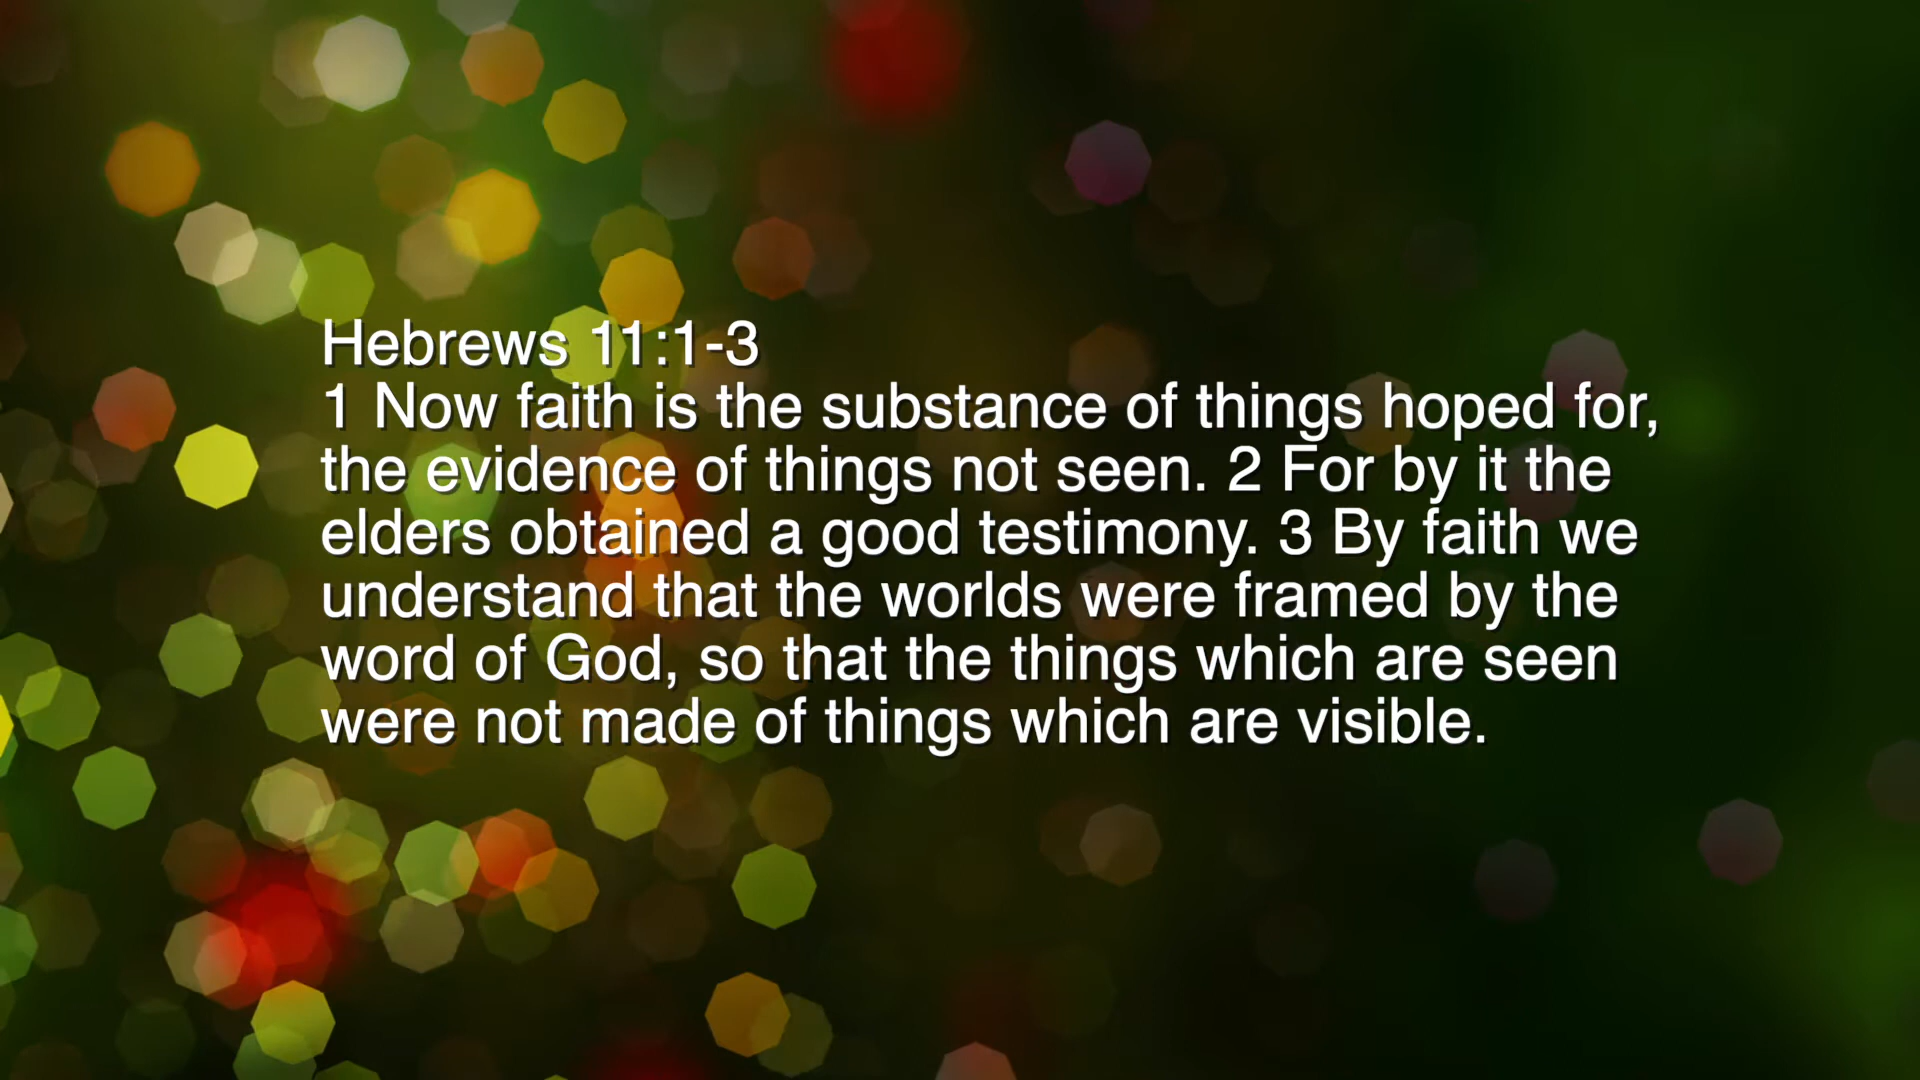 Hebrews 11:1-3
1 Now faith is the substance of things hoped for,
the evidence of things not seen. 2 For by it the
elders obtained a good testimony. 3 By faith we
understand that the worlds were framed by the
word of God, so that the things which are seen
were not made of things which are visible.